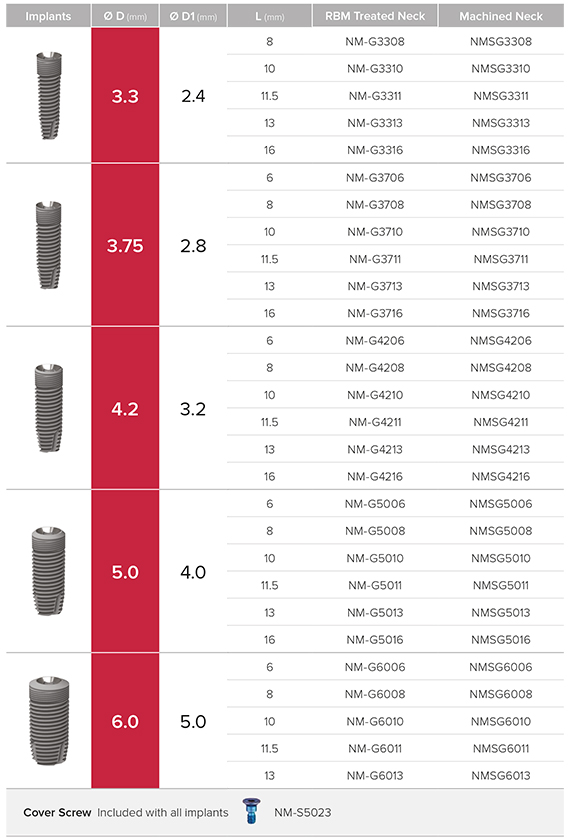 Implants Ø D (mm) Ø D1 (mm) L (mm) RBM Treated Neck Machined Neck
8 NM-G3308 NMSG3308
10 NM-G3310 NMSG3310
3.3 2.4 11.5 NM-G3311 NMSG3311
13 NM-G3313 NMSG3313
16 NM-G3316 NMSG3316
6 NM-G3706 NMSG3706
8 NM-G3708 NMSG3708
10 NM-G3710 NMSG3710
3.75 2.8
11.5 NM-G3711 NMSG3711
13 NM-G3713 NMSG3713
16 NM-G3716 NMSG3716
6 NM-G4206 NMSG4206
8 NM-G4208 NMSG4208
10 NM-G4210 NMSG4210
4.2 3.2
11.5 NM-G4211 NMSG4211
13 NM-G4213 NMSG4213
16 NM-G4216 NMSG4216
6 NM-G5006 NMSG5006
8 NM-G5008 NMSG5008
10 NM-G5010 NMSG5010
5.0 4.0
11.5 NM-G5011 NMSG5011
13 NM-G5013 NMSG5013
16 NM-G5016 NMSG5016
6 NM-G6006 NMSG6006
8 NM-G6008 NMSG6008
6.0 5.0 10 NM-G6010 NMSG6010
11.5 NM-G6011 NMSG6011
13 NM-G6013 NMSG6013
Cover Screw Included with all implants NM-S5023